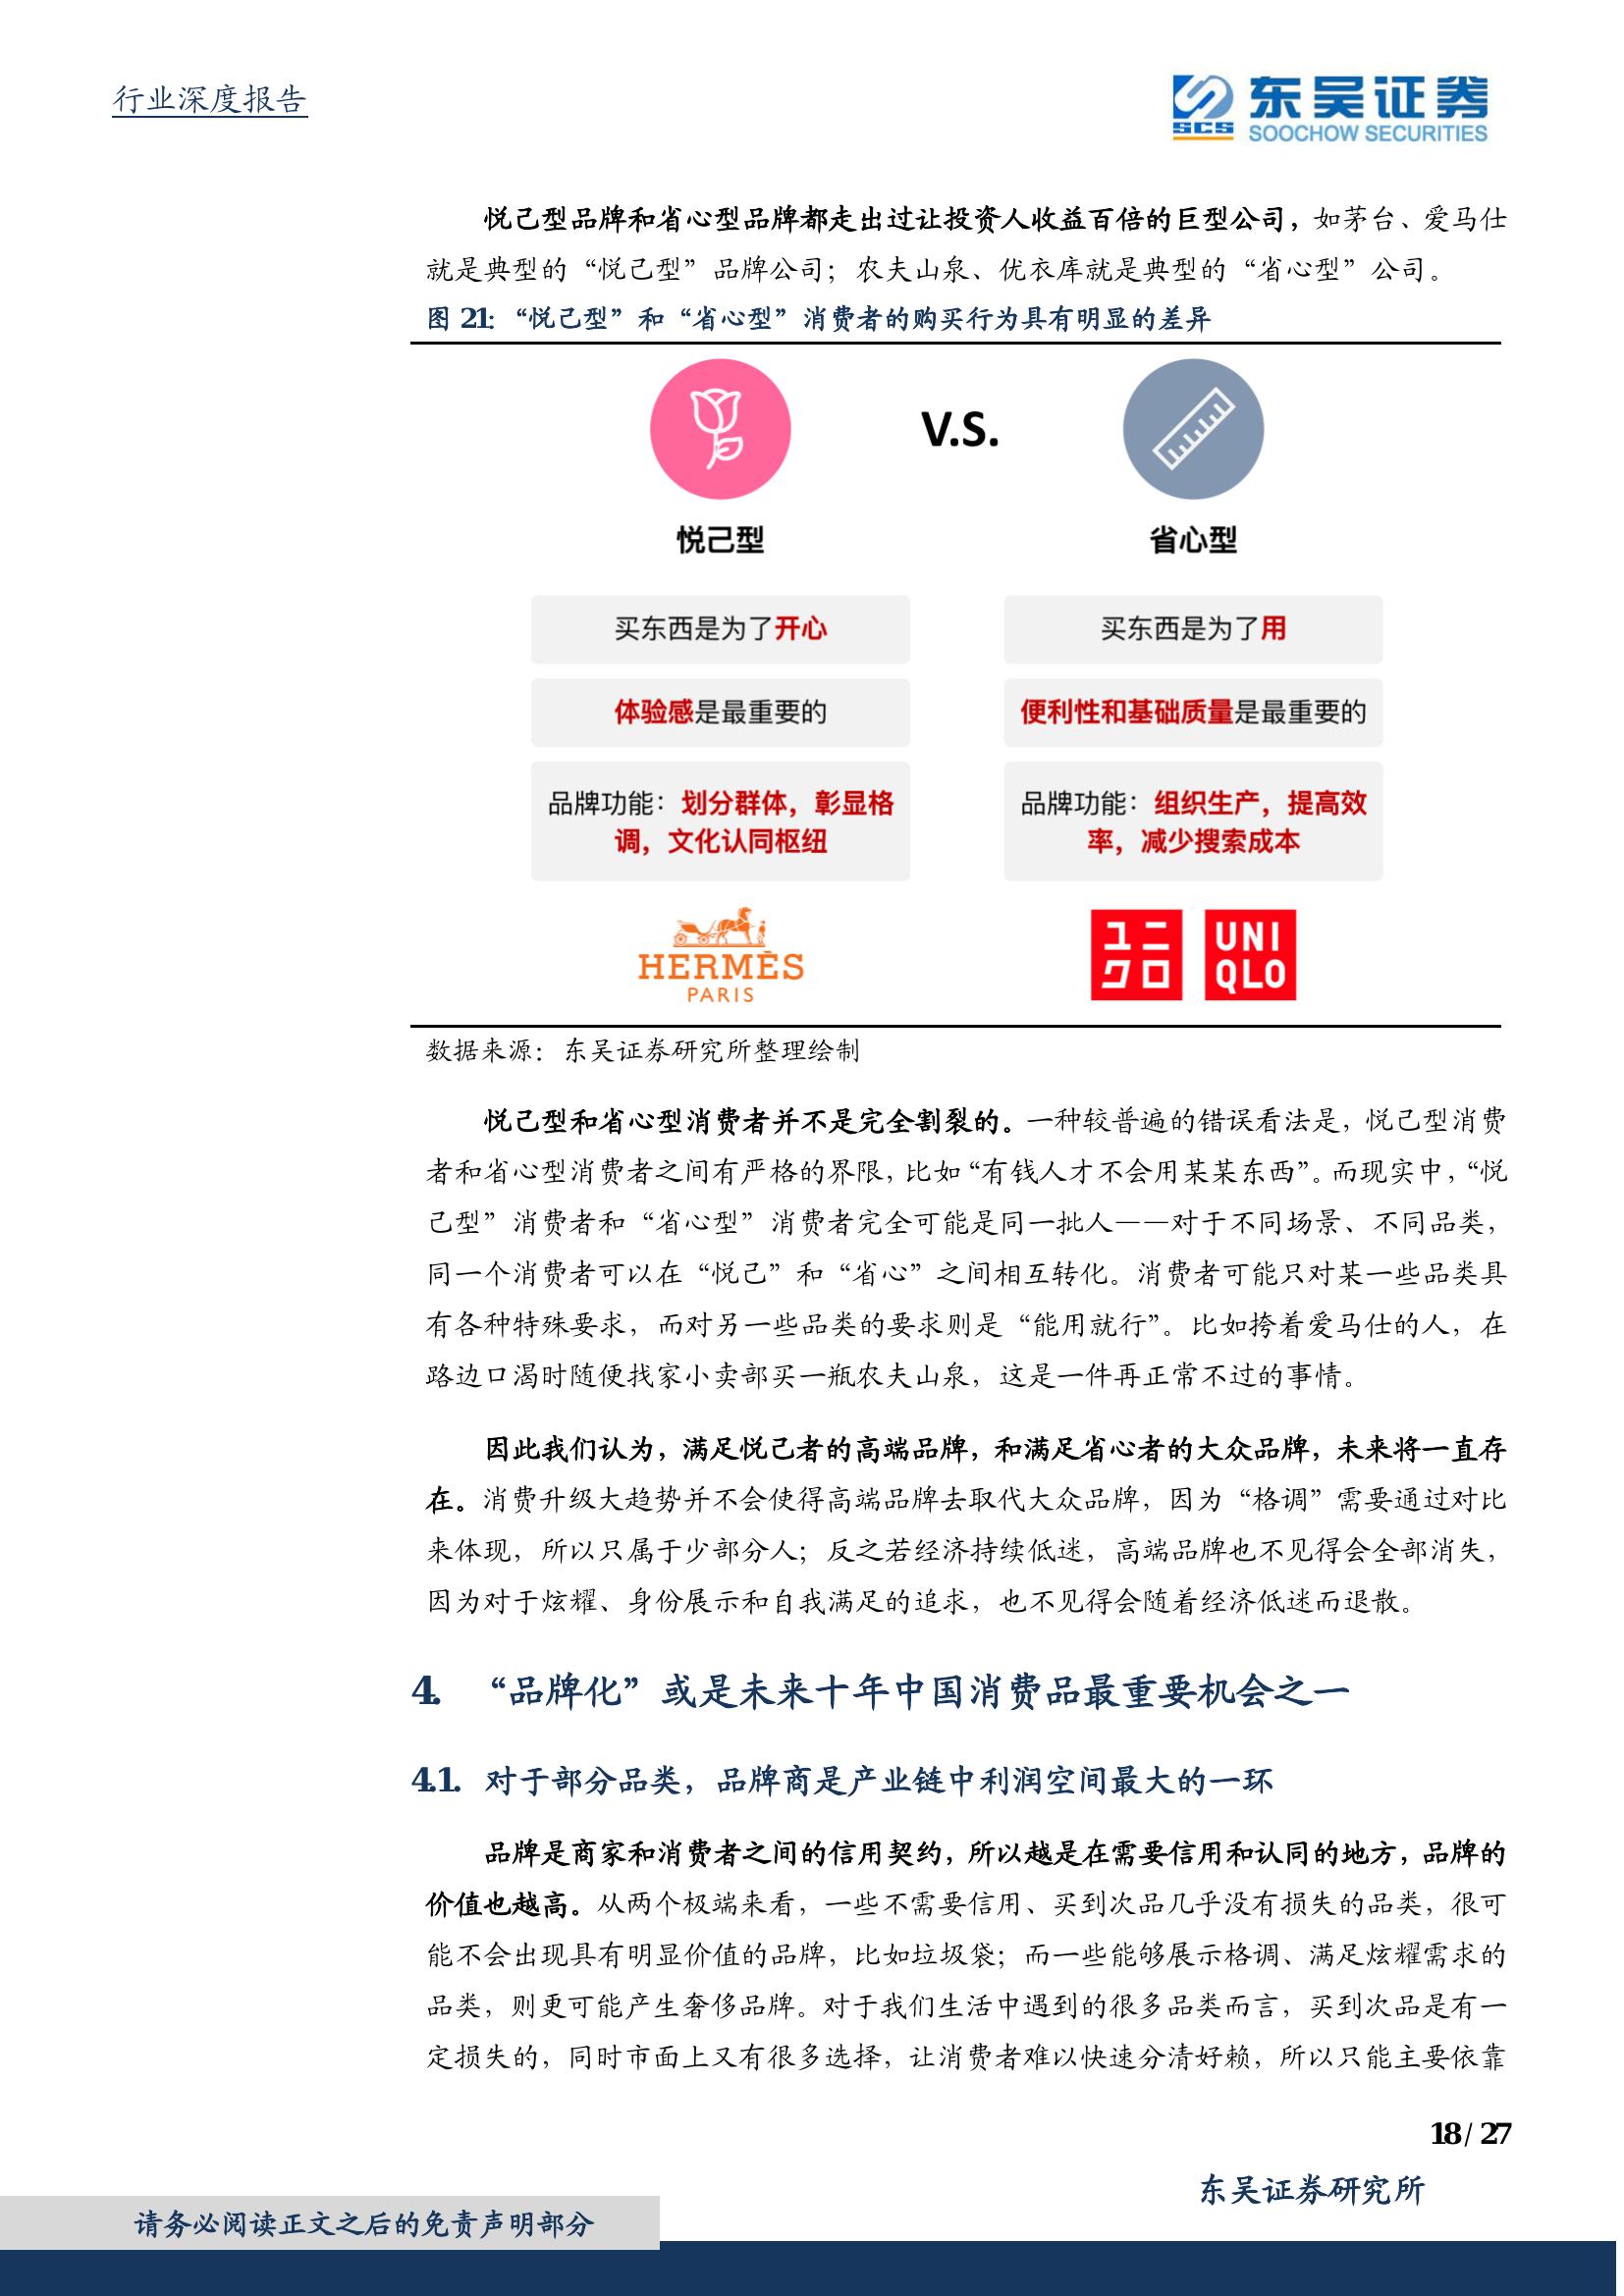 行业深度报告
SCS
东吴证券
SOOCHOW SECURITIES
悦己型品牌和省心型品牌都走出过让投资人收益百倍的巨型公司，如茅台、爱马仕
就是典型的“悦己型”品牌公司；农夫山泉、优衣库就是典型的“省心型”公司。
图 21：“悦己型”和“省心型”消费者的购买行为具有明显的差异
V.S.
悦己型
省心型
买东西是为了开心
买东西是为了用
体验感是最重要的
便利性和基础质量是最重要的
品牌功能：划分群体，彰显格
调，文化认同枢纽
品牌功能：组织生产，提高效
率，减少搜索成本
HERMÈS
PARIS
ユニ
クロ
UNI
QLO
数据来源：东吴证券研究所整理绘制
悦己型和省心型消费者并不是完全割裂的。一种较普遍的错误看法是，悦己型消费
者和省心型消费者之间有严格的界限，比如“有钱人才不会用某某东西”。而现实中，“悦
己型”消费者和“省心型”消费者完全可能是同一批人——对于不同场景、不同品类，
同一个消费者可以在“悦己”和“省心”之间相互转化。消费者可能只对某一些品类具
有各种特殊要求，而对另一些品类的要求则是“能用就行”。比如挎着爱马仕的人，在
路边口渴时随便找家小卖部买一瓶农夫山泉，这是一件再正常不过的事情。
因此我们认为，满足悦己者的高端品牌，和满足省心者的大众品牌，未来将一直存
在。消费升级大趋势并不会使得高端品牌去取代大众品牌，因为“格调”需要通过对比
来体现，所以只属于少部分人；反之若经济持续低迷，高端品牌也不见得会全部消失，
因为对于炫耀、身份展示和自我满足的追求，也不见得会随着经济低迷而退散。
4. “品牌化”或是未来十年中国消费品最重要机会之一
4.1. 对于部分品类，品牌商是产业链中利润空间最大的一环
品牌是商家和消费者之间的信用契约，所以越是在需要信用和认同的地方，品牌的
价值也越高。从两个极端来看，一些不需要信用、买到次品几乎没有损失的品类，很可
能不会出现具有明显价值的品牌，比如垃圾袋；而一些能够展示格调、满足炫耀需求的
品类，则更可能产生奢侈品牌。对于我们生活中遇到的很多品类而言，买到次品是有一
定损失的，同时市面上又有很多选择，让消费者难以快速分清好赖，所以只能主要依靠
18 / 27
东吴证券研究所
请务必阅读正文之后的免责声明部分